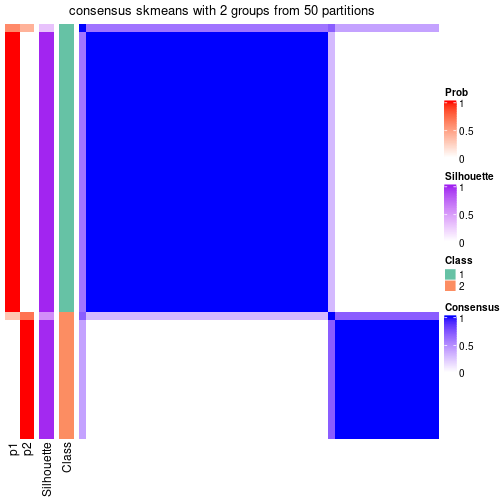 consensus skmeans with 2 groups from 50 partitions
Prob
1
0.5
0
Silhouette
1
0.5
0
Class
1
2
Consensus
1
0.5
0
p1
p2
Silhouette
Class